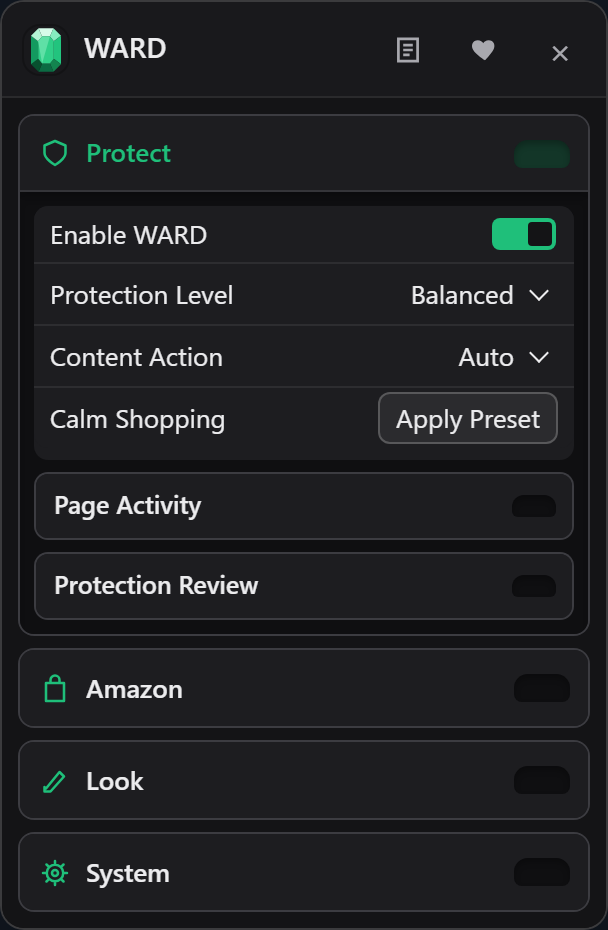 WARD
Protect
Enable WARD
Protection Level Balanced
Content Action Auto
Calm Shopping Apply Preset
Page Activity
Protection Review
Amazon
Look
System